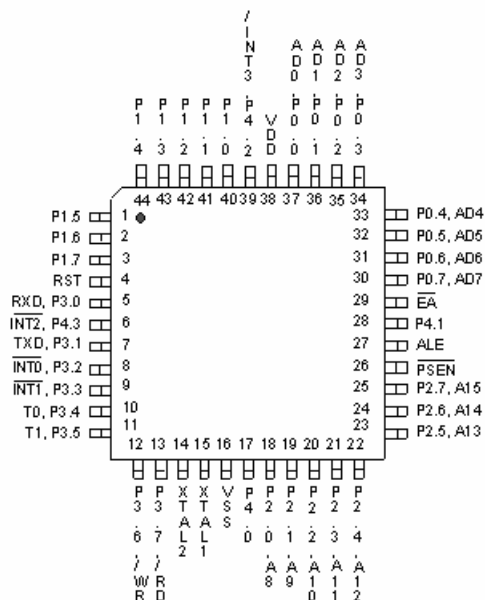 P1.4
P1.3
P1.2
P1.1
P1.0
/INT3, P4.2
VDD
AD0, P0.0
AD1, P0.1
AD2, P0.2
AD3, P0.3
44 43 42 41 40 39 38 37 36 35 34
P1.5 1
P1.6 2
P1.7 3
RST 4
RXD, P3.0 5
INT2, P4.3 6
TXD, P3.1 7
INT0, P3.2 8
INT1, P3.3 9
T0, P3.4 10
T1, P3.5 11
33 P0.4, AD4
32 P0.5, AD5
31 P0.6, AD6
30 P0.7, AD7
29 EA
28 P4.1
27 ALE
26 PSEN
25 P2.7, A15
24 P2.6, A14
23 P2.5, A13
12 13 14 15 16 17 18 19 20 21 22
P3.6, /WR
P3.7, /RD
XTAL2
XTAL1
VSS
P4.0
P2.0, A8
P2.1, A9
P2.2, A10
P2.3, A11
P2.4, A12